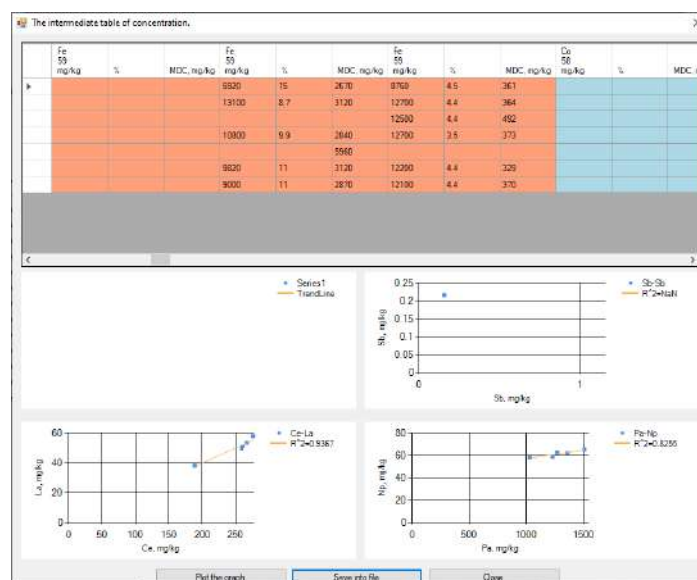 The intermediate table of concentration.
Fe Fe Fe Co
59 59 59 58
mg/kg % MDC, mg/kg mg/kg % MDC, mg/kg mg/kg % MDC, mg/kg mg/kg %
15 2670 8760 4.5 361
13100 8.7 3120 12700 4.4 364
12500 4.4 492
10800 9.9 2840 12700 3.5 373
5960
9820 11 3120 12200 4.4 329
9000 11 2870 12100 4.4 370
Series1
TrendLine
Sb-Sb
R^2=NaN
0.25
0.2
0.15
0.1
0.05
0
Sb, mg/kg
0 1
Sb, mg/kg
Ce-La
R^2=0.9367
60
40
20
0
La, mg/kg
0 50 100 150 200 250
Ce, mg/kg
Pa-Np
80
60
40
20
0
Np, mg/kg
0 500 1000 1500
Pa, mg/kg
Plot the graph Save into file Close